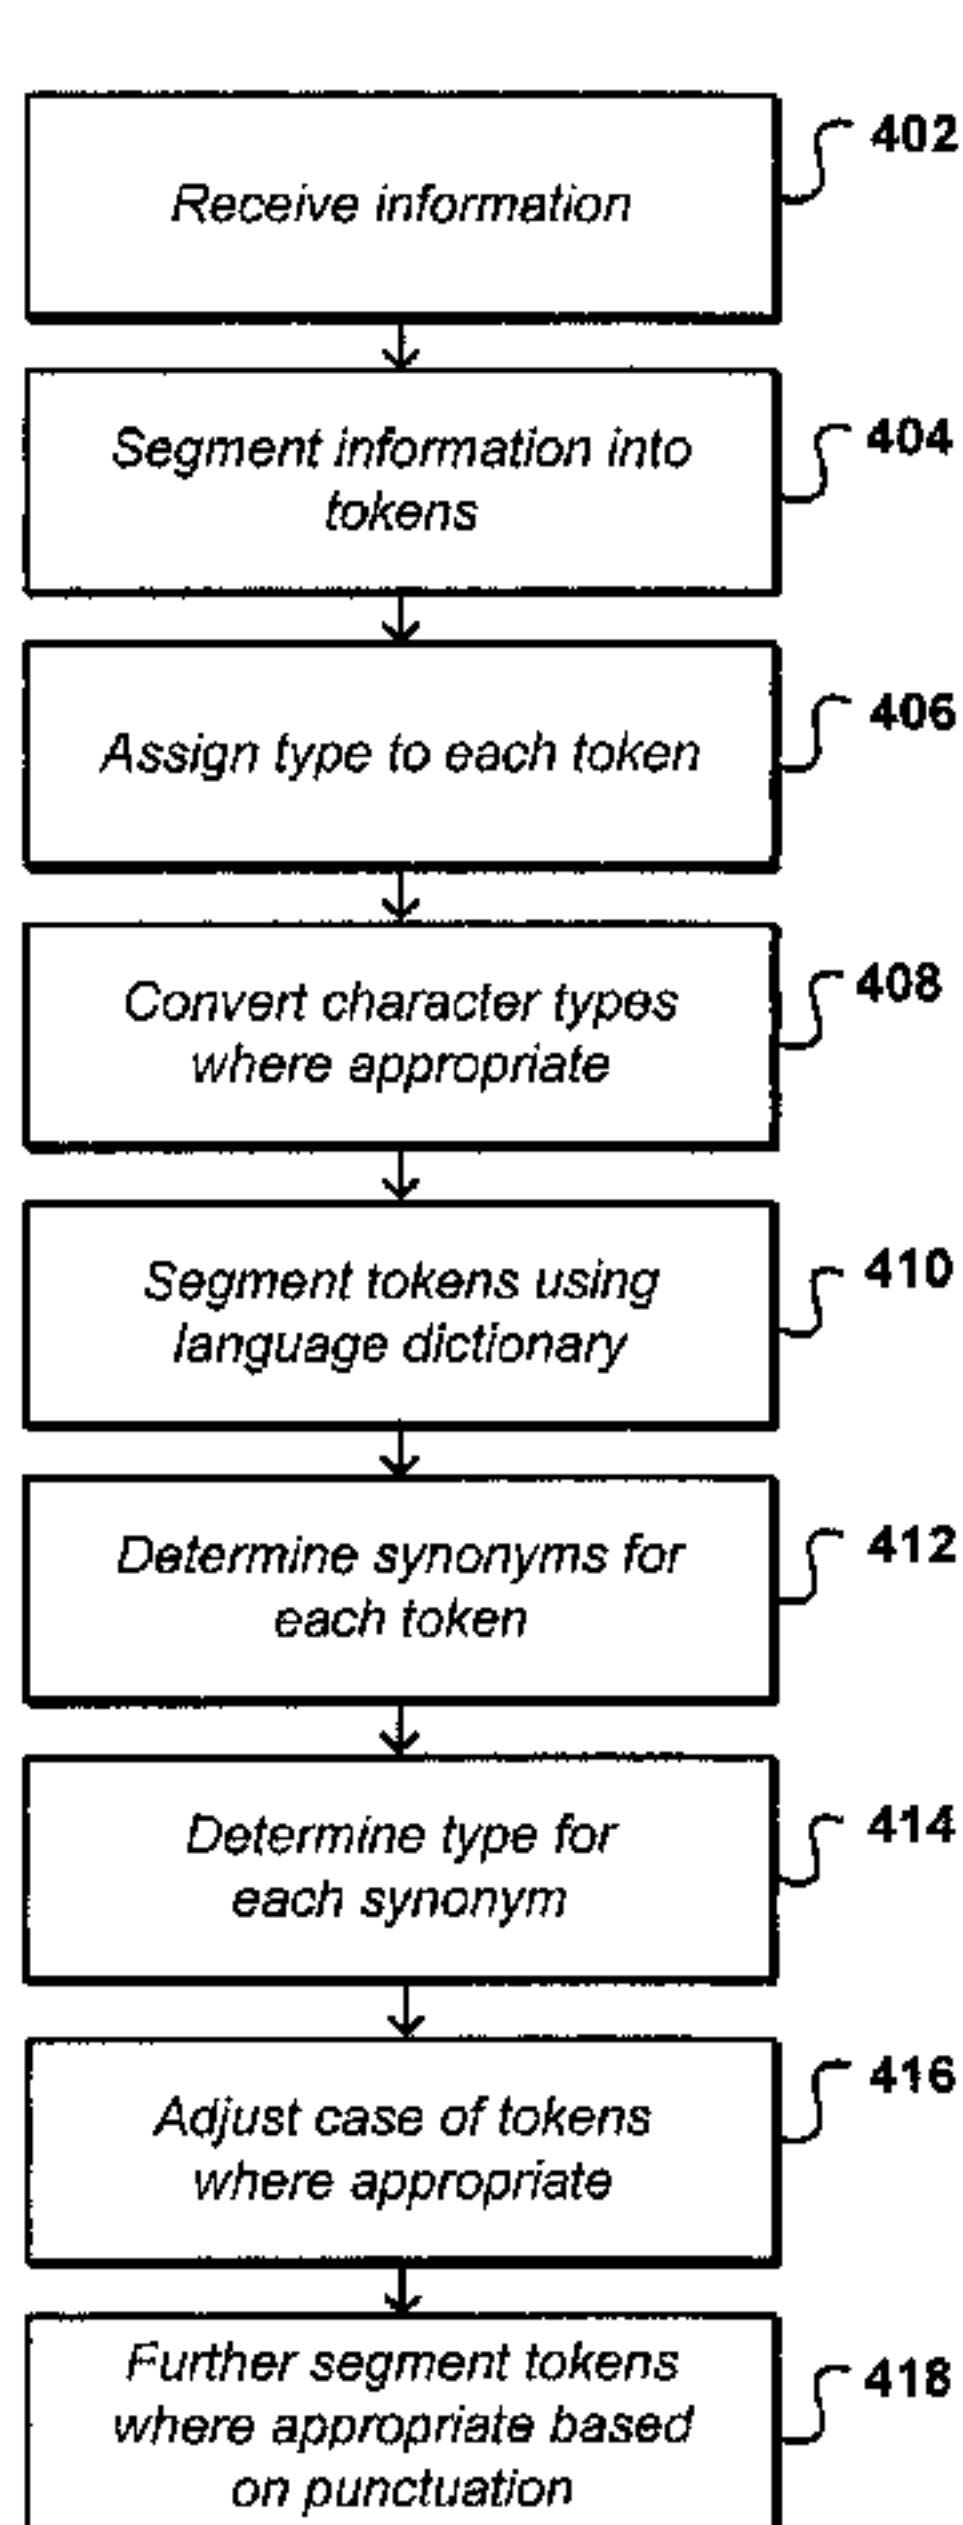 Receive information
402
Segment information into
tokens
404
Assign type to each token
406
Convert character types
where appropriate
408
Segment tokens using
language dictionary
410
Determine synonyms for
each token
412
Determine type for
each synonym
414
Adjust case of tokens
where appropriate
416
Further segment tokens
where appropriate based
on punctuation
418